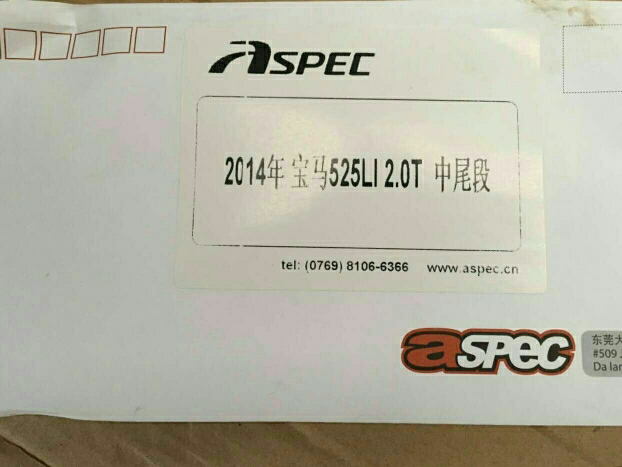 ASPEC
2014年 宝马525LI 2.0T 中尾段
tel: (0769) 8106-6366 www.aspec.cn
aspec
东莞大
#509
Da lan